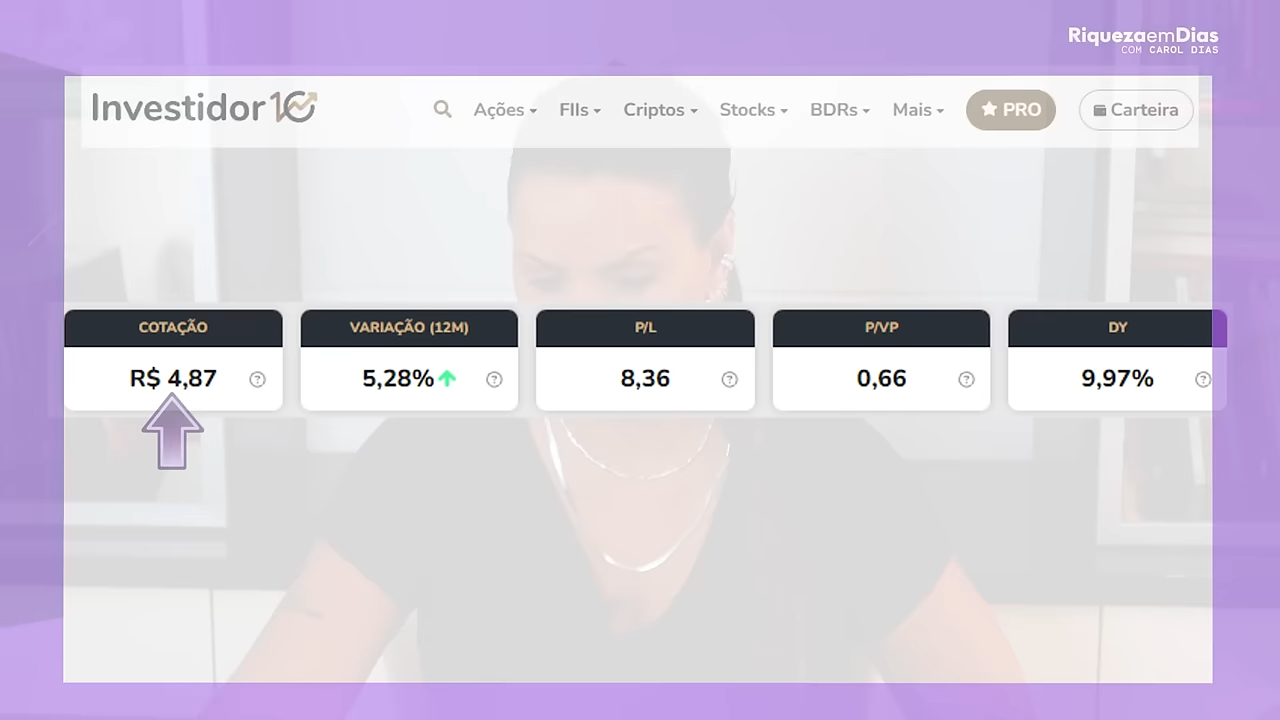 RiquezaemDias
COM CAROL DIAS
Investidor10
Ações
FIIs
Criptos
Stocks
BDRs
Mais
PRO
Carteira
COTAÇÃO
VARIAÇÃO (12M)
P/L
P/VP
DY
R$ 4,87
?
5,28%
?
8,36
?
0,66
?
9,97%
?